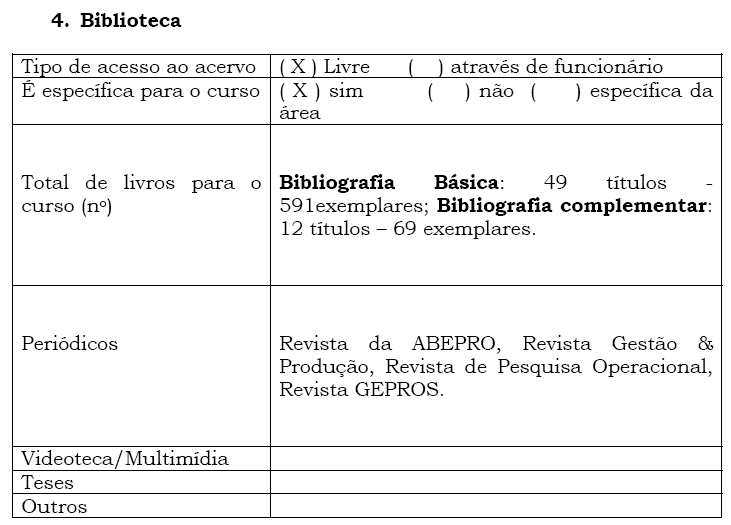 4. Biblioteca
Tipo de acesso ao acervo ( X ) Livre ( ) através de funcionário
É específica para o curso ( X ) sim ( ) não ( ) específica da
área
Total de livros para o
curso (nº)
Bibliografia Básica: 49 títulos -
591exemplares; Bibliografia complementar:
12 títulos – 69 exemplares.
Periódicos
Revista da ABEPRO, Revista Gestão &
Produção, Revista de Pesquisa Operacional,
Revista GEPROS.
Videoteca/Multimídia
Teses
Outros